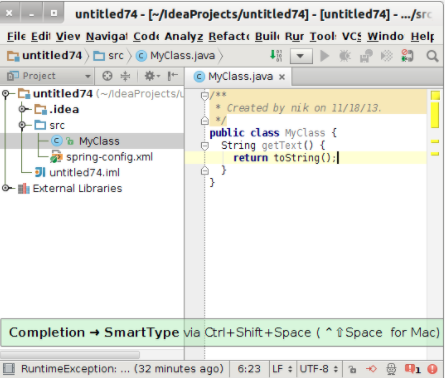 untitled74 - [~/IdeaProjects/untitled74] - [untitled74] - .../src
File Edit View Navigat Code Analyz Refacto Build Run Tools VCS Windo Help
untitled74 src MyClass.java
Project
MyClass.java
untitled74 (~/IdeaProjects/u
.idea
src
MyClass
spring-config.xml
untitled74.iml
External Libraries
/**
* Created by nik on 11/18/13.
*/
public class MyClass {
String getText() {
return toString();
}
}
Completion → SmartType via Ctrl+Shift+Space ( ⌃⇧Space for Mac)
RuntimeException: ... (32 minutes ago) 6:23 LF UTF-8 1